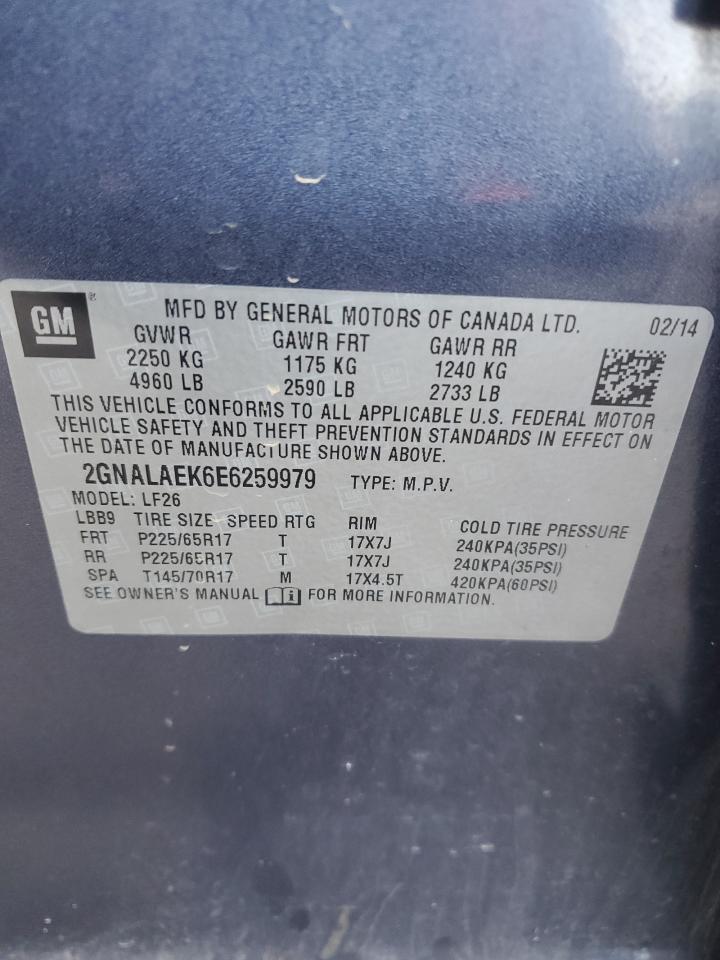 GM
MFD BY GENERAL MOTORS OF CANADA LTD. 02/14
GVWR GAWR FRT GAWR RR
2250 KG 1175 KG 1240 KG
4960 LB 2590 LB 2733 LB
THIS VEHICLE CONFORMS TO ALL APPLICABLE U.S. FEDERAL MOTOR
VEHICLE SAFETY AND THEFT PREVENTION STANDARDS IN EFFECT ON
THE DATE OF MANUFACTURE SHOWN ABOVE.
2GNALAEK6E6259979 TYPE: M.P.V.
MODEL: LF26
LBB9 TIRE SIZE SPEED RTG RIM COLD TIRE PRESSURE
FRT P225/65R17 T 17X7J 240KPA(35PSI)
RR P225/65R17 T 17X7J 240KPA(35PSI)
SPA T145/70R17 M 17X4.5T 420KPA(60PSI)
SEE OWNER'S MANUAL FOR MORE INFORMATION.